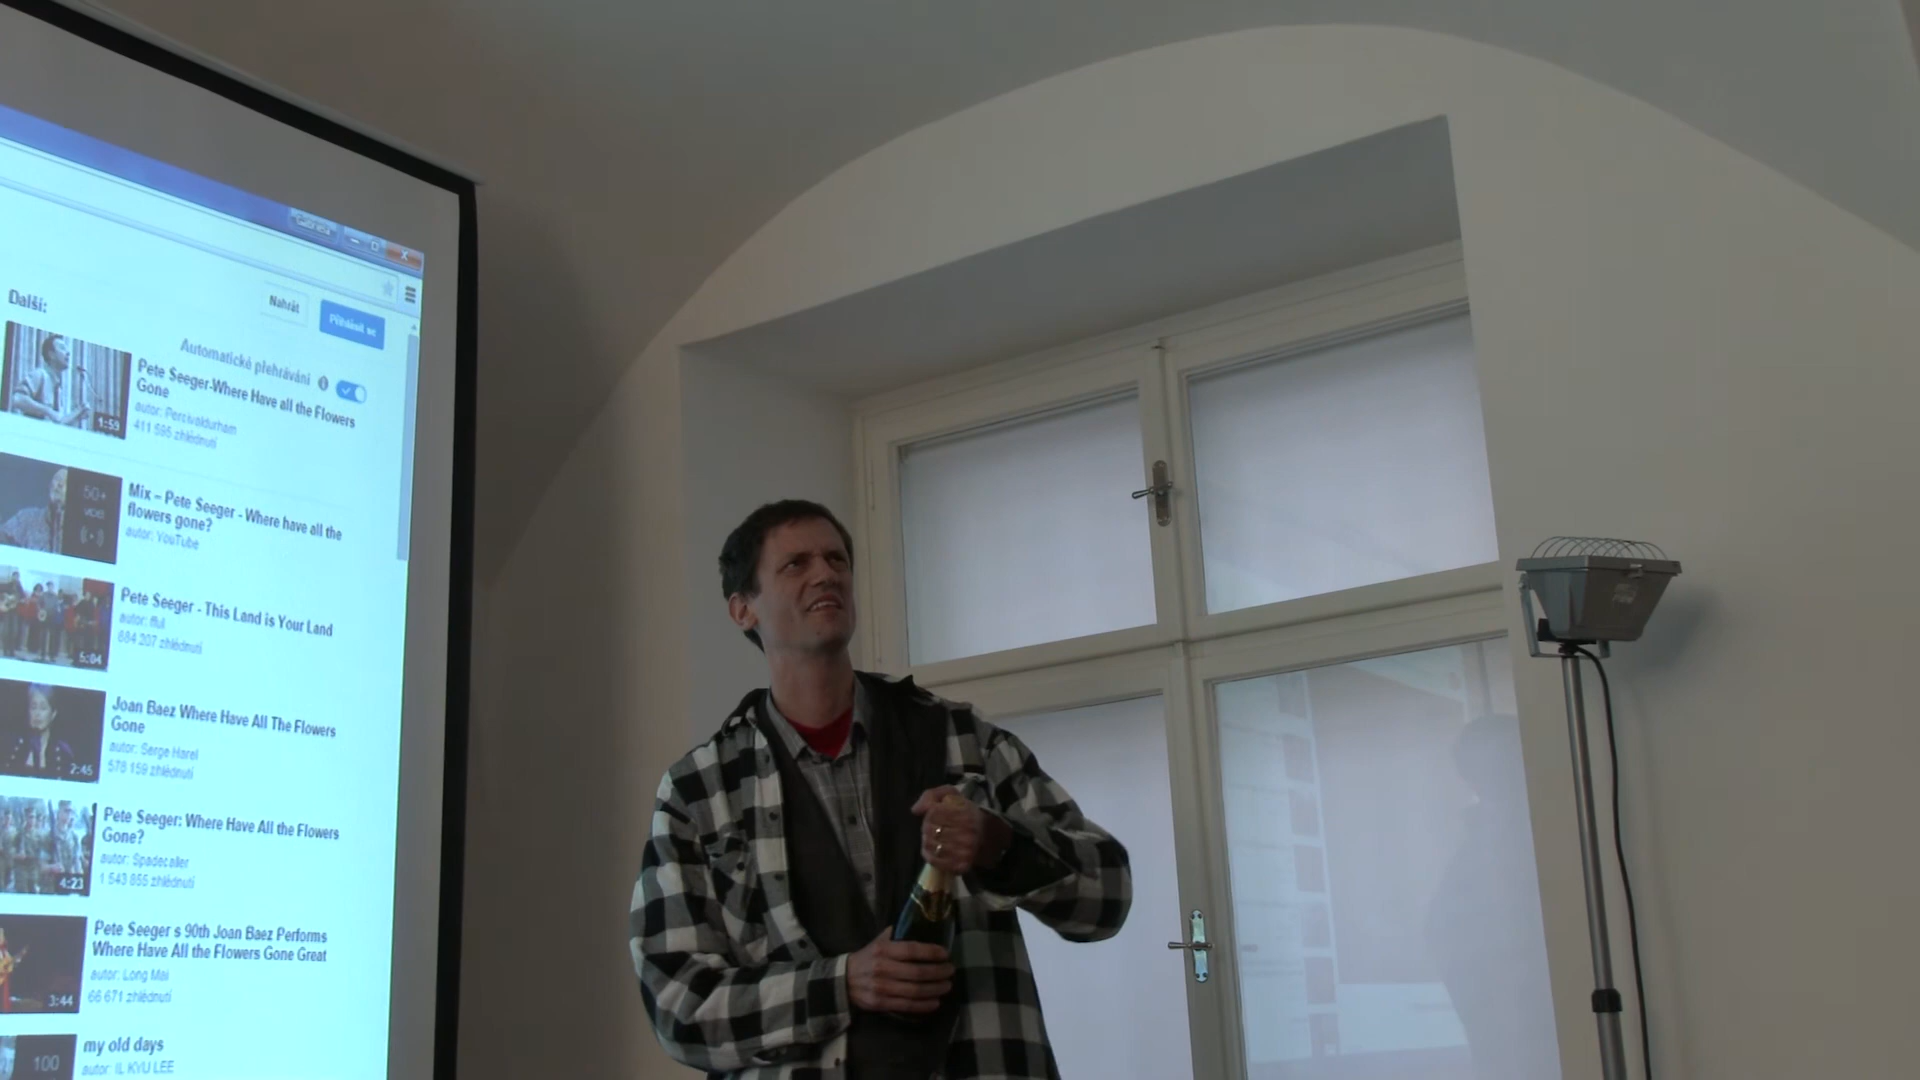 Gabriela
Nahrát
Přihlásit se
Další:
Automatické přehrávání
Pete Seeger-Where Have all the Flowers
Gone
autor: Percivaldurham
411 595 zhlédnutí
1:59
Mix – Pete Seeger - Where have all the
flowers gone?
autor: YouTube
50+
Pete Seeger - This Land is Your Land
684 207 zhlédnutí
5:04
Joan Baez Where Have All The Flowers
Gone
autor: Serge Harel
578 159 zhlédnutí
2:45
Pete Seeger: Where Have All the Flowers
Gone?
autor: Spadecaller
1 543 855 zhlédnutí
4:23
Pete Seeger s 90th Joan Baez Performs
Where Have All the Flowers Gone Great
autor: Long Mai
66 671 zhlédnutí
3:44
my old days
autor: IL KYU LEE
100